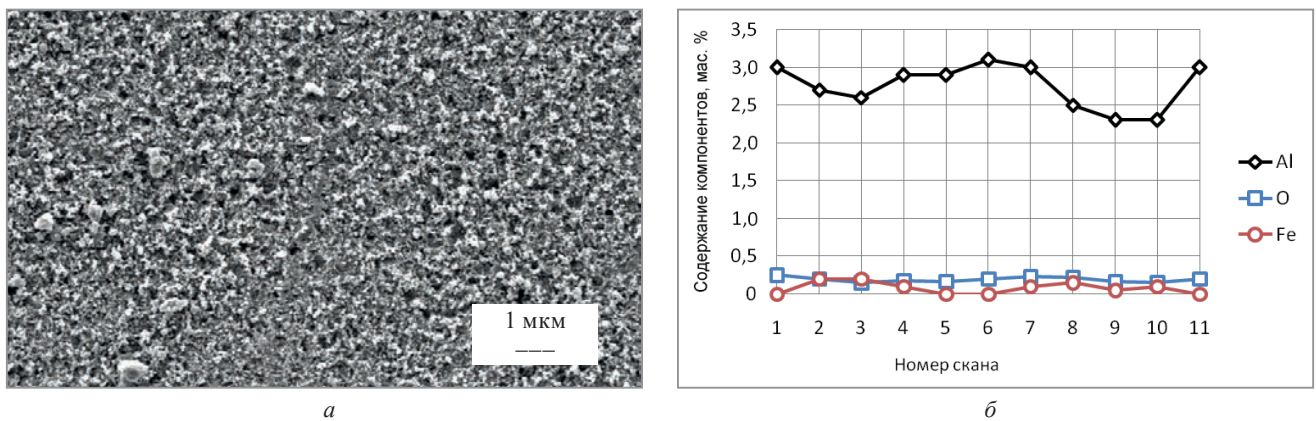 1 мкм
а
Содержание компонентов, мас. %
3,5
3,0
2,5
2,0
1,5
1,0
0,5
0
1 2 3 4 5 6 7 8 9 10 11
Номер скана
Al
O
Fe
б